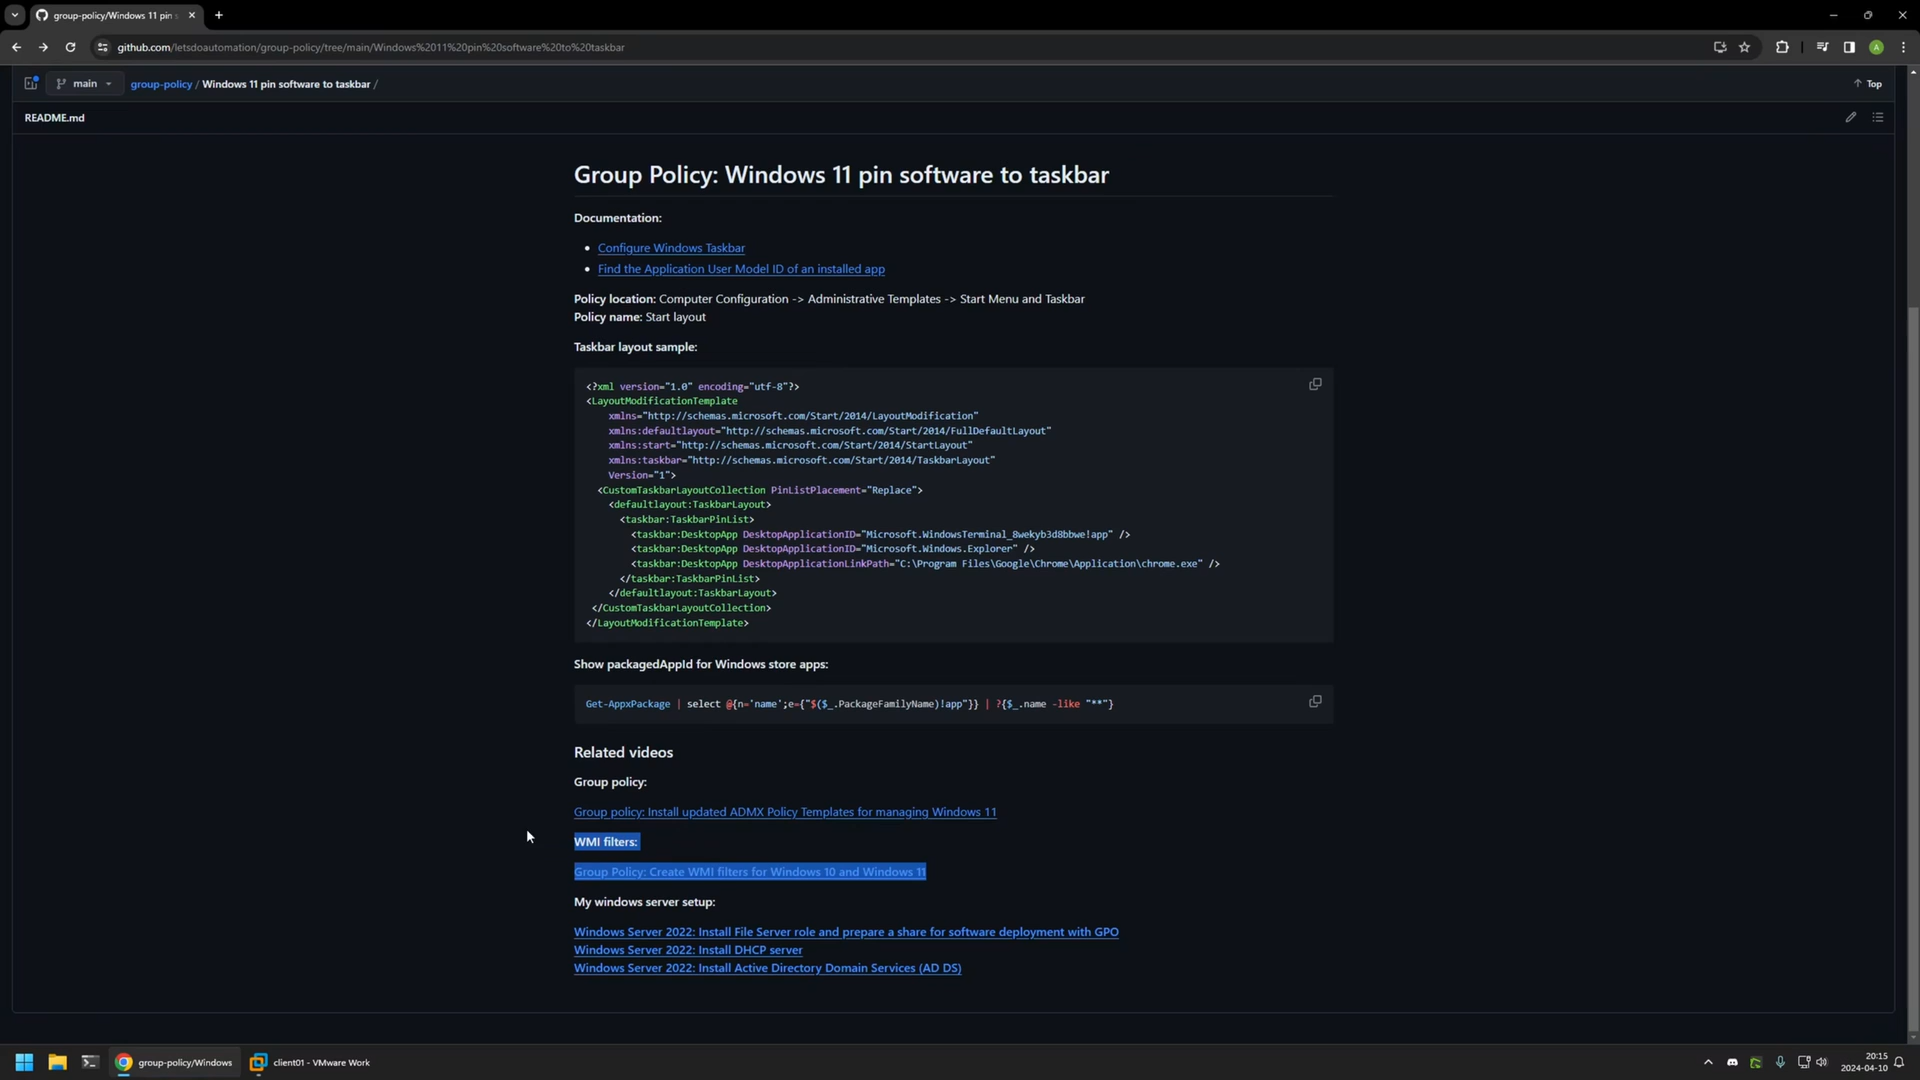 group-policy/Windows 11 pin s
github.com/letsdoautomation/group-policy/tree/main/Windows%2011%20pin%20software%20to%20taskbar
A
main
group-policy / Windows 11 pin software to taskbar /
Top
README.md
Group Policy: Windows 11 pin software to taskbar
Documentation:
Configure Windows Taskbar
Find the Application User Model ID of an installed app
Policy location: Computer Configuration -> Administrative Templates -> Start Menu and Taskbar
Policy name: Start layout
Taskbar layout sample:
<?xml version="1.0" encoding="utf-8"?>
<LayoutModificationTemplate
xmlns="http://schemas.microsoft.com/Start/2014/LayoutModification"
xmlns:defaultlayout="http://schemas.microsoft.com/Start/2014/FullDefaultLayout"
xmlns:start="http://schemas.microsoft.com/Start/2014/StartLayout"
xmlns:taskbar="http://schemas.microsoft.com/Start/2014/TaskbarLayout"
Version="1">
<CustomTaskbarLayoutCollection PinListPlacement="Replace">
<defaultlayout:TaskbarLayout>
<taskbar:TaskbarPinList>
<taskbar:DesktopApp DesktopApplicationID="Microsoft.WindowsTerminal_8wekyb3d8bbwe!app" />
<taskbar:DesktopApp DesktopApplicationID="Microsoft.Windows.Explorer" />
<taskbar:DesktopApp DesktopApplicationLinkPath="C:\Program Files\Google\Chrome\Application\chrome.exe" />
</taskbar:TaskbarPinList>
</defaultlayout:TaskbarLayout>
</CustomTaskbarLayoutCollection>
</LayoutModificationTemplate>
Show packagedAppId for Windows store apps:
Get-AppxPackage | select @{n='name';e={"$($_.PackageFamilyName)!app"}} | ?{$_.name -like "**"}
Related videos
Group policy:
Group policy: Install updated ADMX Policy Templates for managing Windows 11
WMI filters:
Group Policy: Create WMI filters for Windows 10 and Windows 11
My windows server setup:
Windows Server 2022: Install File Server role and prepare a share for software deployment with GPO
Windows Server 2022: Install DHCP server
Windows Server 2022: Install Active Directory Domain Services (AD DS)
group-policy/Windows
client01 - VMware Work
20:15
2024-04-10